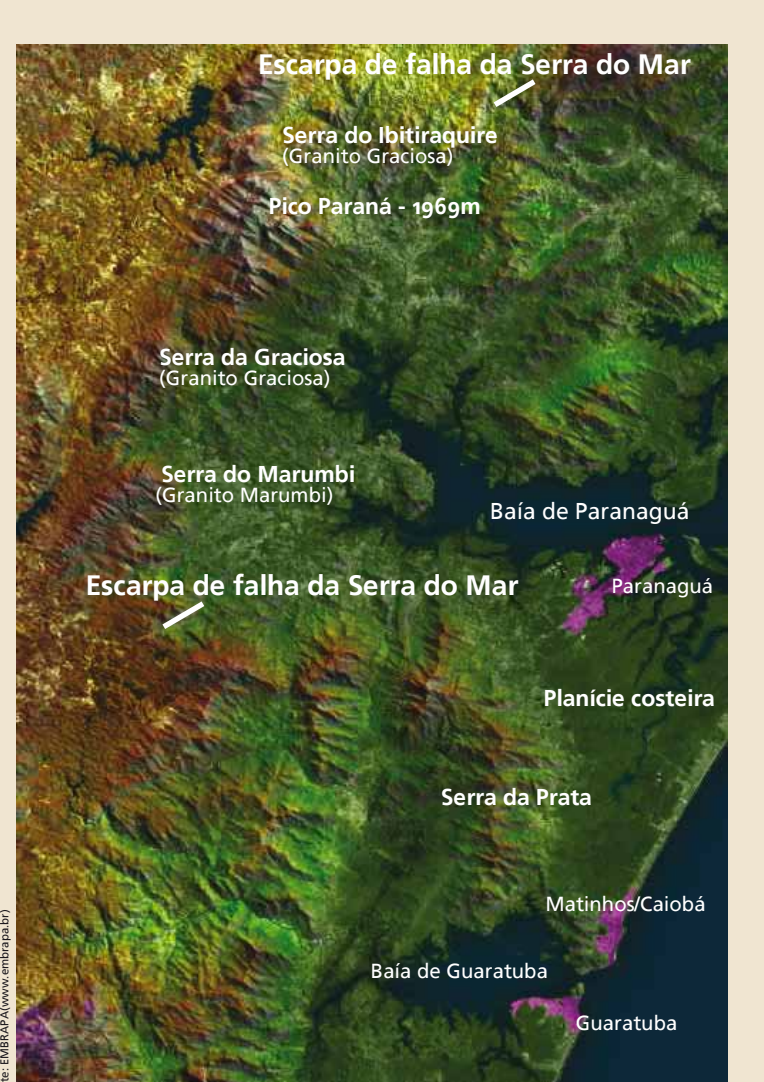 Escarpa de falha da Serra do Mar
Serra do Ibitiraquire
(Granito Graciosa)
Pico Paraná - 1969m
Serra da Graciosa
(Granito Graciosa)
Serra do Marumbi
(Granito Marumbi)
Baía de Paranaguá
Escarpa de falha da Serra do Mar
Paranaguá
Planície costeira
Serra da Prata
Matinhos/Caiobá
Baía de Guaratuba
Guaratuba
te: EMBRAPA(www.embrapa.br)